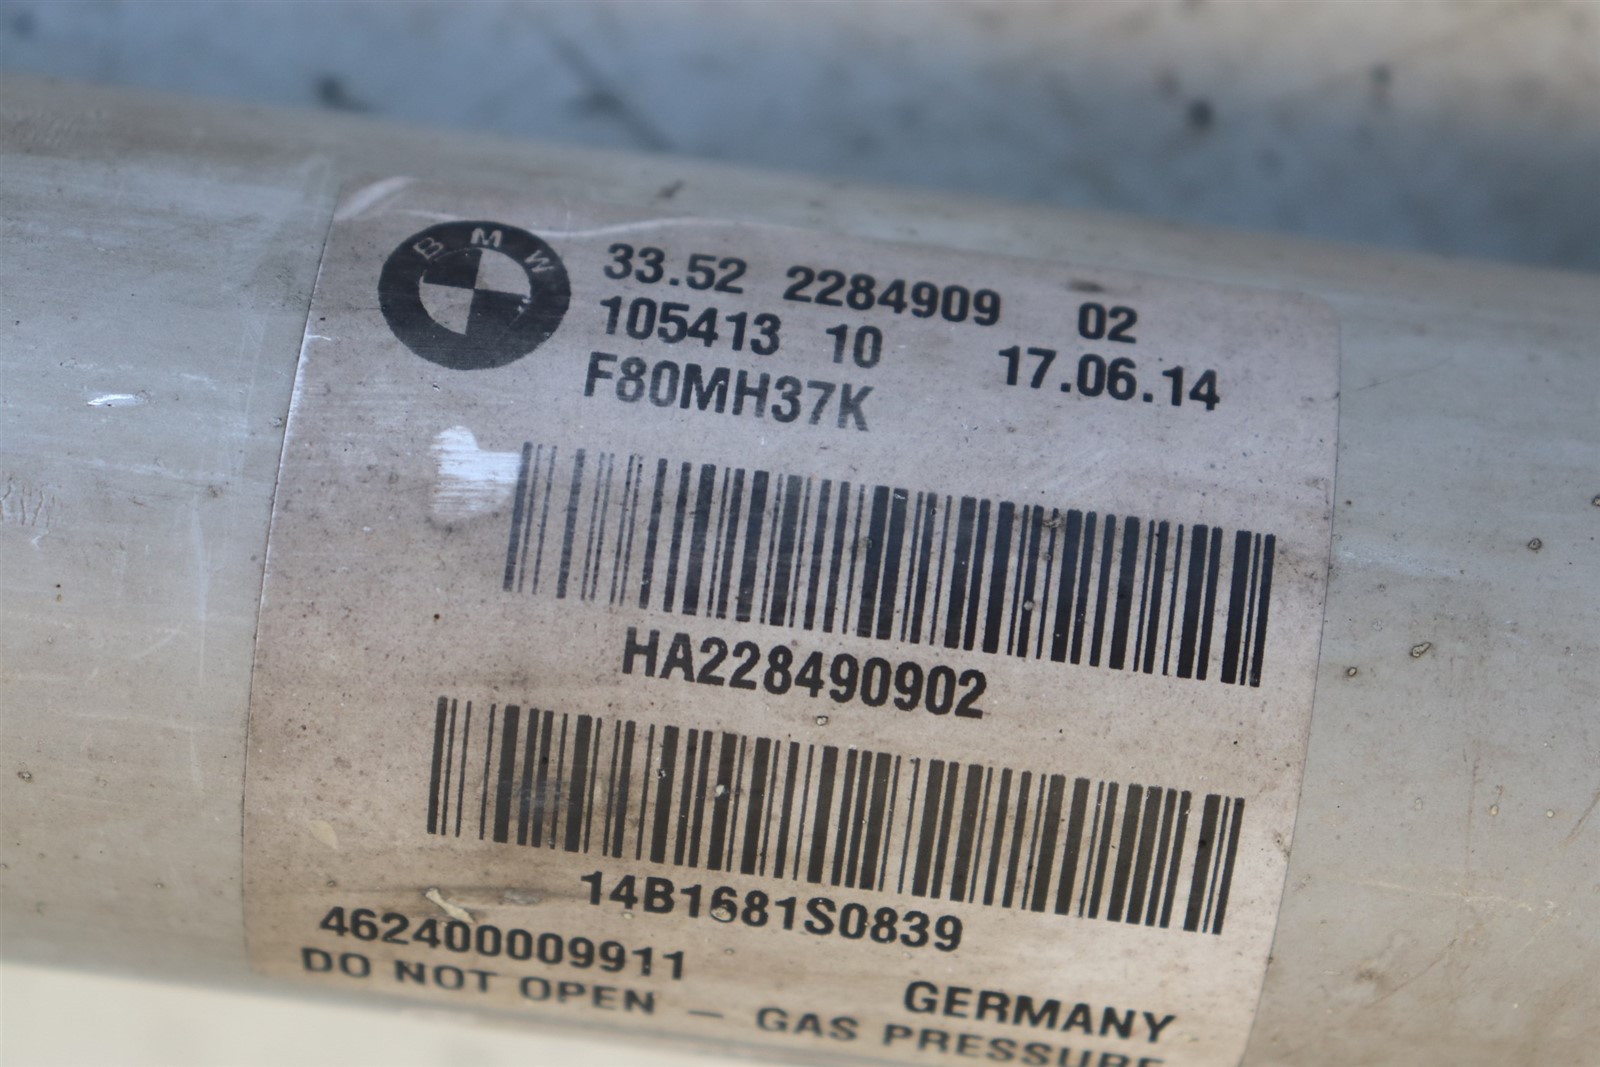 BMW
33.52 2284909 02
105413 10 17.06.14
F80MH37K
HA228490902
14B1681S0839
462400009911
GERMANY
DO NOT OPEN - GAS PRESSURE